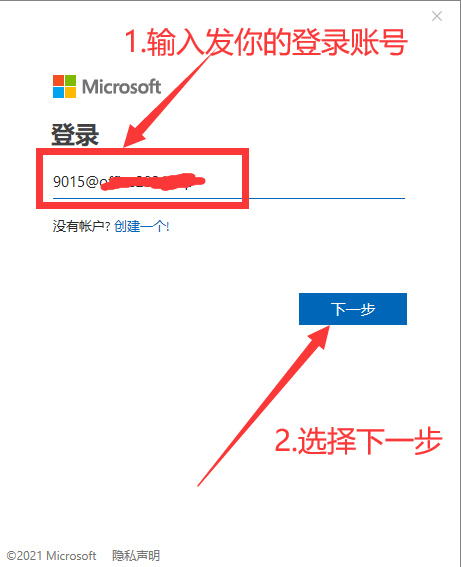 1.输入发你的登录账号
Microsoft
登录
9015@
没有帐户? 创建一个!
下一步
2.选择下一步
©2021 Microsoft 隐私声明